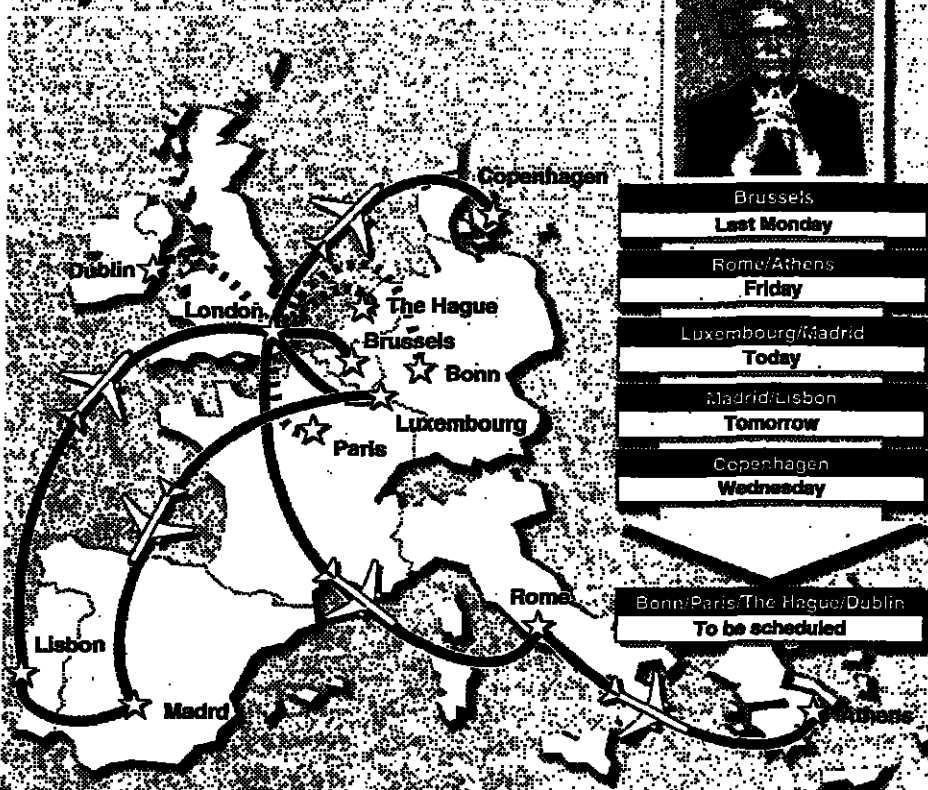 Copenhagen
Dublin
London
The Hague
Brussels
Bonn
Luxembourg
Paris
Rome
Lisbon
Madrd
Athens
Brussels
Last Monday
Rome/Athens
Friday
Luxembourg/Madrid
Today
Madrid/Lisbon
Tomorrow
Copenhagen
Wednesday
Bonn/Paris/The Hague/Dublin
To be scheduled